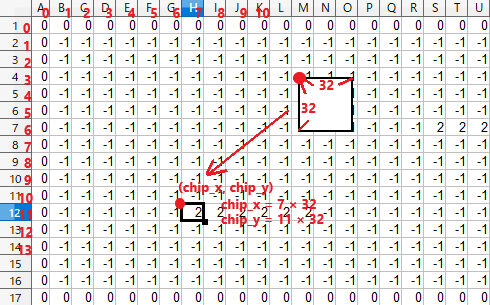 A B C D E F G H I J K L M N O P Q R S T U
0 1 2 3 4 5 6 7 8 9 10
1 0 0 0 0 0 0 0 0 0 0 0 0 0 0 0 0 0 0 0 0 0
0
2 0 -1 -1 -1 -1 -1 -1 -1 -1 -1 -1 -1 -1 -1 -1 -1 -1 -1 -1 -1 -1
1
3 0 -1 -1 -1 -1 -1 -1 -1 -1 -1 -1 -1 -1 -1 -1 -1 -1 -1 -1 -1 -1
2
4 0 -1 -1 -1 -1 -1 -1 -1 -1 -1 -1 -1 -1 -1 -1 -1 -1 -1 -1
3
32
5 0 -1 -1 -1 -1 -1 -1 -1 -1 -1 -1 -1 -1 -1 -1 -1 -1 -1
4
32
6 0 -1 -1 -1 -1 -1 -1 -1 -1 -1 -1 -1 -1 -1 -1 -1 -1 -1
5
7 0 -1 -1 -1 -1 -1 -1 -1 -1 -1 -1 -1 -1 -1 -1 2 2 2
6
8 0 -1 -1 -1 -1 -1 -1 -1 -1 -1 -1 -1 -1 -1 -1 -1 -1 -1 -1 -1 -1
7
9 0 -1 -1 -1 -1 -1 -1 -1 -1 -1 -1 -1 -1 -1 -1 -1 -1 -1 -1 -1 -1
8
10 0 -1 -1 -1 -1 -1 -1 -1 -1 -1 -1 -1 -1 -1 -1 -1 -1 -1 -1 -1 -1
9
(chip_x, chip_y)
11 0 -1 -1 -1 -1 -1 -1 -1 -1 -1 -1 -1 -1 -1 -1 -1 -1 -1 -1 -1 -1
10
chip_x = 7 × 32
12 0 -1 -1 -1 -1 -1 -1 2 2 2 2 2 2 -1 -1 -1 -1 -1 -1 -1 -1
11
chip_y = 11 × 32
13 0 -1 -1 -1 -1 -1 -1 -1 -1 -1 -1 -1 -1 -1 -1 -1 -1 -1 -1 -1 -1
12
14 0 -1 -1 -1 -1 -1 -1 -1 -1 -1 -1 -1 -1 -1 -1 -1 -1 -1 -1 -1 -1
13
15 0 -1 -1 -1 -1 -1 -1 -1 -1 -1 -1 -1 -1 -1 -1 -1 -1 -1 -1 -1 -1
16 0 -1 -1 -1 -1 -1 -1 -1 -1 -1 -1 -1 -1 -1 -1 -1 -1 -1 -1 -1 -1
17 0 0 0 0 0 0 0 0 0 0 0 0 0 0 0 0 0 0 0 0 0